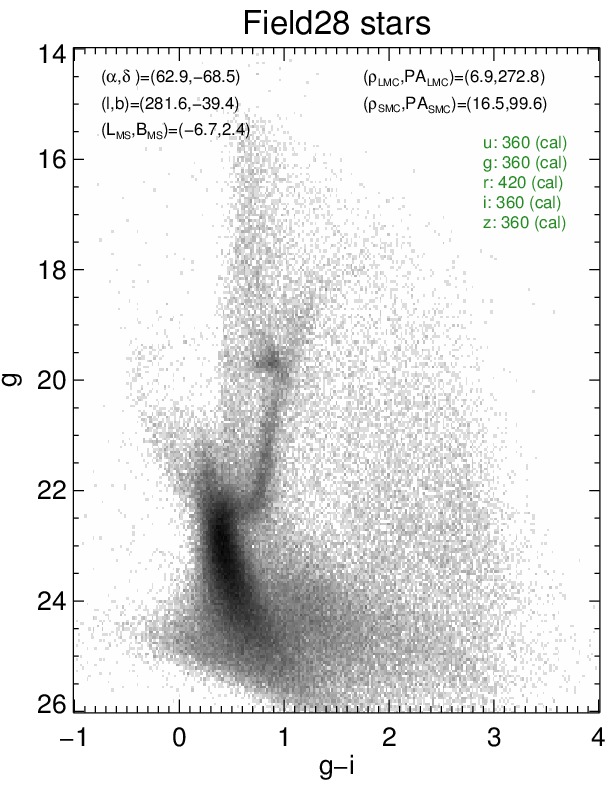 Field28 stars
(α,δ )=(62.9,−68.5)
(ρLMC,PALMC)=(6.9,272.8)
(l,b)=(281.6,−39.4)
(ρSMC,PASMC)=(16.5,99.6)
(LMS,BMS)=(−6.7,2.4)
u: 360 (cal)
g: 360 (cal)
r: 420 (cal)
i: 360 (cal)
z: 360 (cal)
14
16
18
20
22
24
26
g
−1 0 1 2 3 4
g−i